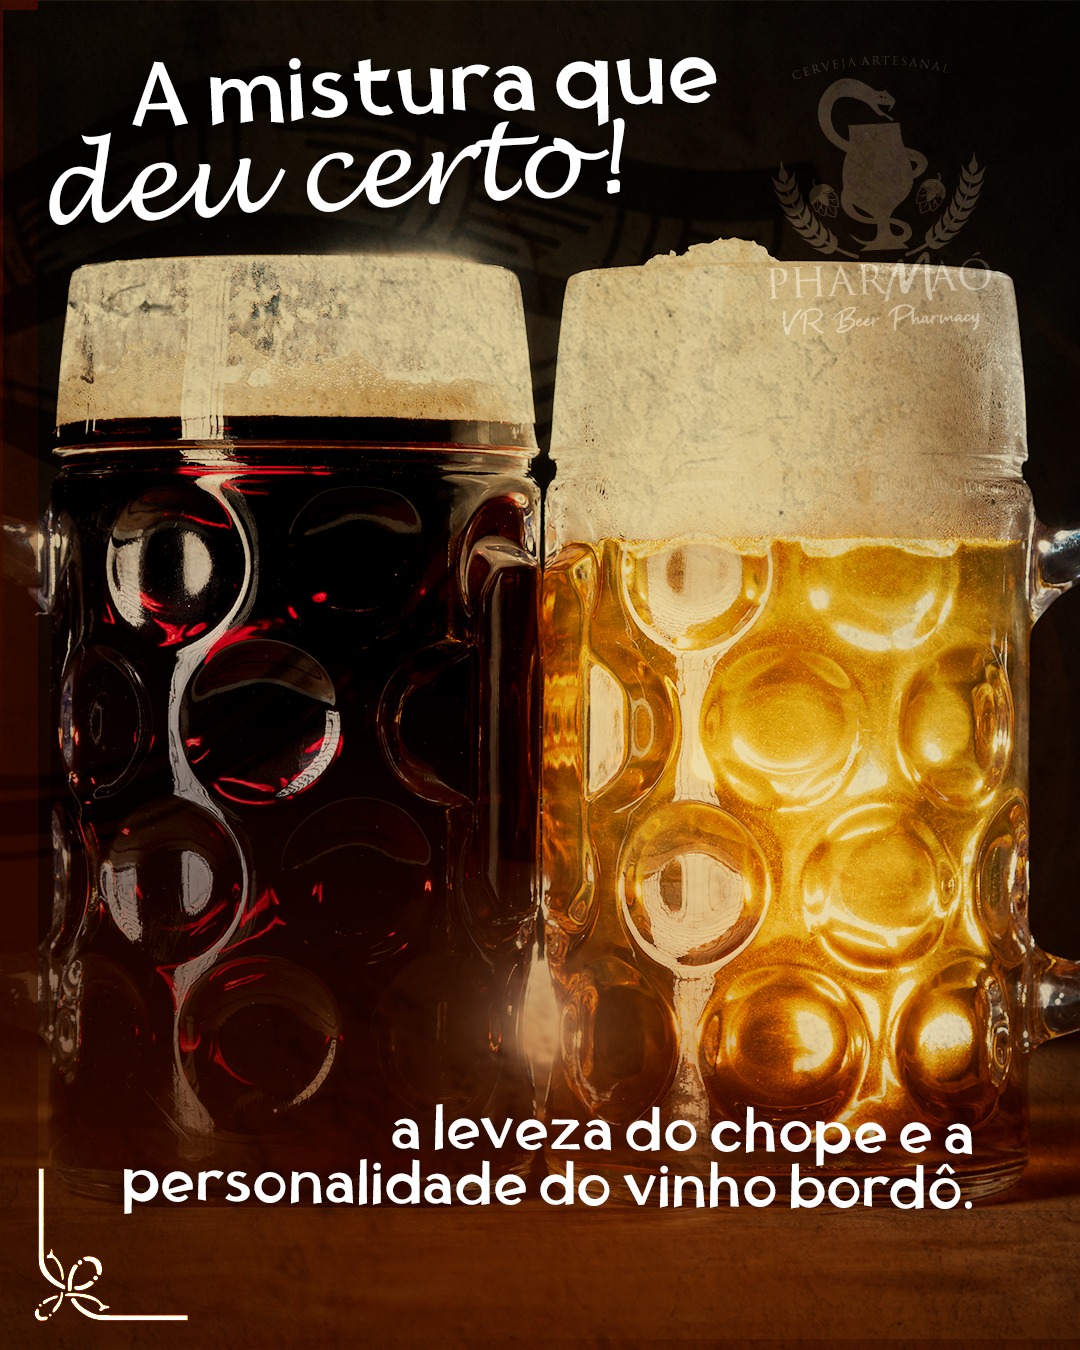 A mistura que
deu certo!
CERVEJA ARTESANAL
PHARMAÓ
VR Beer Pharmacy
a leveza do chope e a
personalidade do vinho bordô.